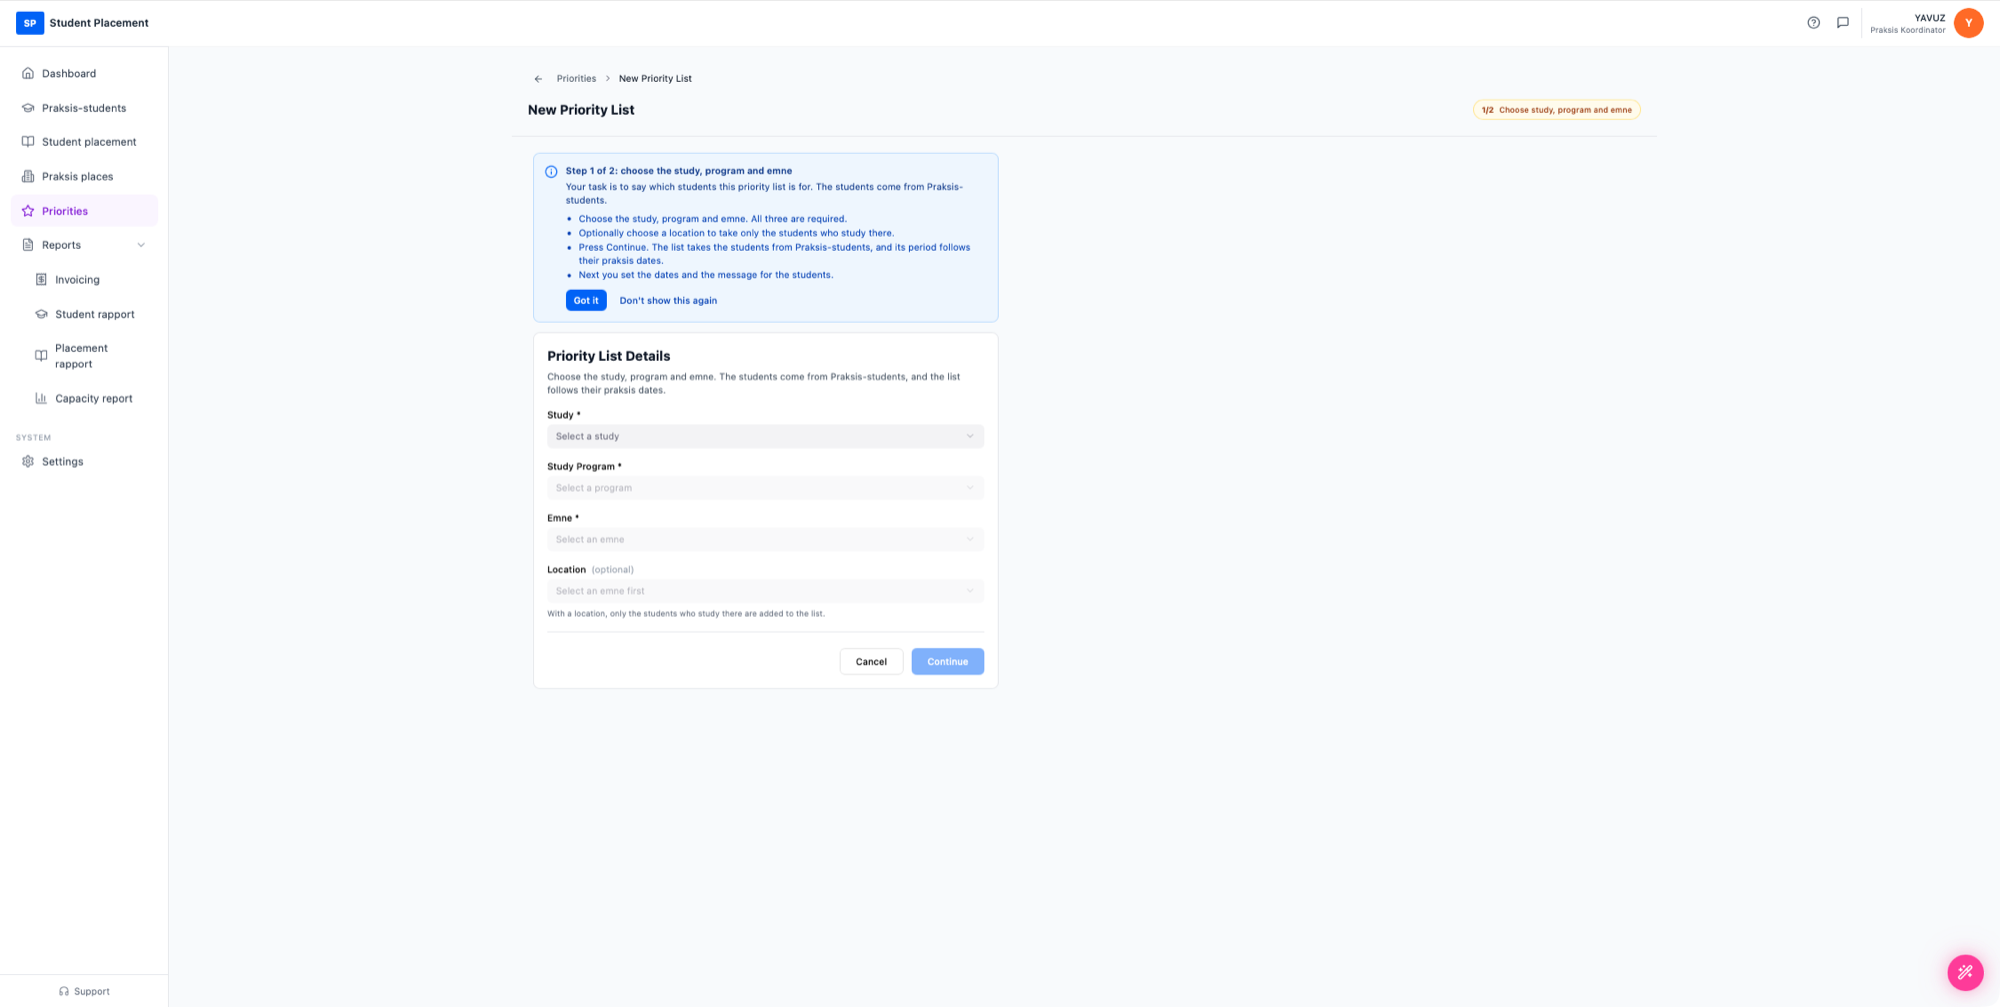 SP Student Placement
YAVUZ
Praksis Koordinator
Y
Dashboard
Praksis-students
Student placement
Praksis places
Priorities
Reports
Invoicing
Student rapport
Placement
rapport
Capacity report
SYSTEM
Settings
Support
Priorities > New Priority List
New Priority List
1/2 Choose study, program and emne
Step 1 of 2: choose the study, program and emne
Your task is to say which students this priority list is for. The students come from Praksis-
students.
• Choose the study, program and emne. All three are required.
• Optionally choose a location to take only the students who study there.
• Press Continue. The list takes the students from Praksis-students, and its period follows
their praksis dates.
• Next you set the dates and the message for the students.
Got it Don't show this again
Priority List Details
Choose the study, program and emne. The students come from Praksis-students, and the list
follows their praksis dates.
Study *
Select a study
Study Program *
Select a program
Emne *
Select an emne
Location (optional)
Select an emne first
With a location, only the students who study there are added to the list.
Cancel Continue